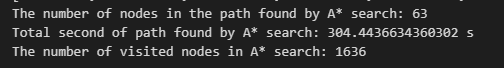 The number of nodes in the path found by A* search: 63
Total second of path found by A* search: 304.4436634360302 s
The number of visited nodes in A* search: 1636